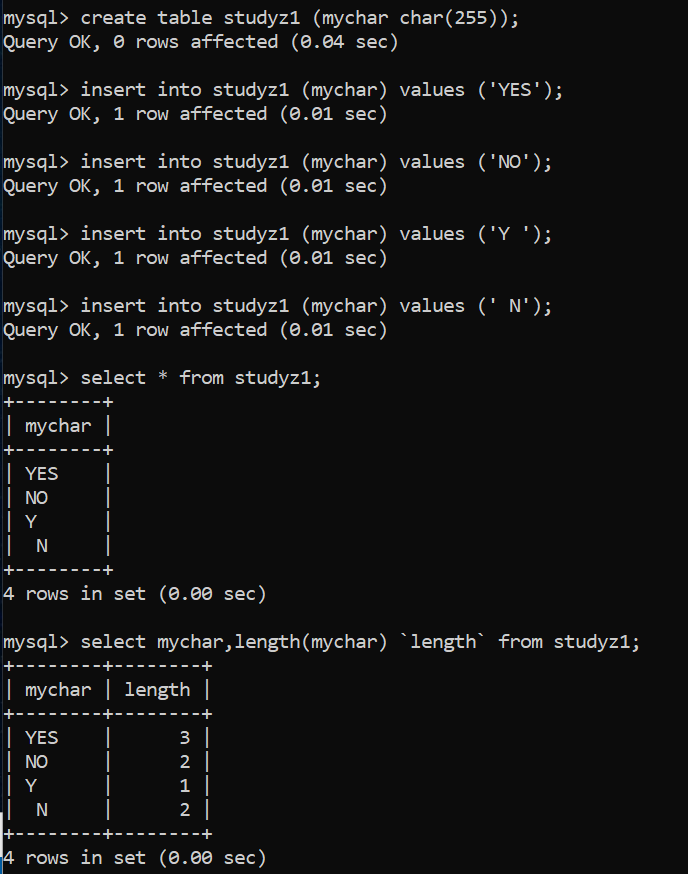 mysql> create table studyz1 (mychar char(255));
Query OK, 0 rows affected (0.04 sec)
mysql> insert into studyz1 (mychar) values ('YES');
Query OK, 1 row affected (0.01 sec)
mysql> insert into studyz1 (mychar) values ('NO');
Query OK, 1 row affected (0.01 sec)
mysql> insert into studyz1 (mychar) values ('Y ');
Query OK, 1 row affected (0.01 sec)
mysql> insert into studyz1 (mychar) values (' N');
Query OK, 1 row affected (0.01 sec)
mysql> select * from studyz1;
+--------+
| mychar |
+--------+
| YES    |
| NO     |
| Y      |
|  N     |
+--------+
4 rows in set (0.00 sec)
mysql> select mychar,length(mychar) `length` from studyz1;
+--------+--------+
| mychar | length |
+--------+--------+
| YES    |      3 |
| NO     |      2 |
| Y      |      1 |
|  N     |      2 |
+--------+--------+
4 rows in set (0.00 sec)